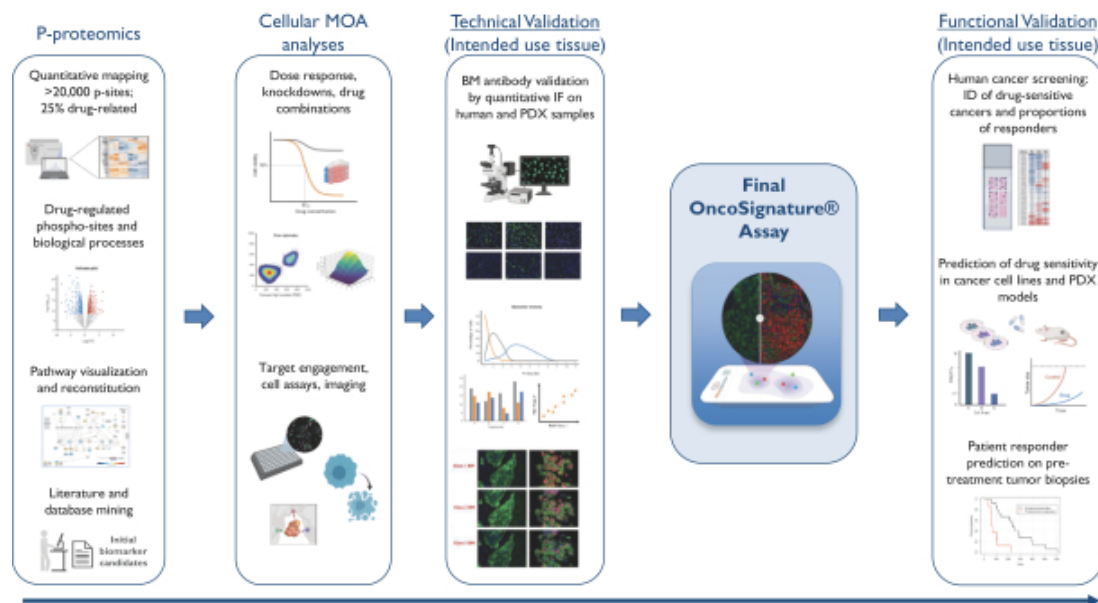 P-proteomics
Quantitative mapping
>20,000 p-sites;
25% drug-related
Drug-regulated
phospho-sites and
biological processes
Pathway visualization
and reconstitution
Literature and
database mining
Initial
biomarker
candidates
Cellular MOA
analyses
Dose response,
knockdowns, drug
combinations
Drug concentration
Target engagement,
cell assays, imaging
Technical Validation
(Intended use tissue)
BM antibody validation
by quantitative IF on
human and PDX samples
Final
OncoSignature®
Assay
Functional Validation
(Intended use tissue)
Human cancer screening:
ID of drug-sensitive
cancers and proportions
of responders
Prediction of drug sensitivity
in cancer cell lines and PDX
models
Control
Drug
Time
Patient responder
prediction on pre-
treatment tumor biopsies